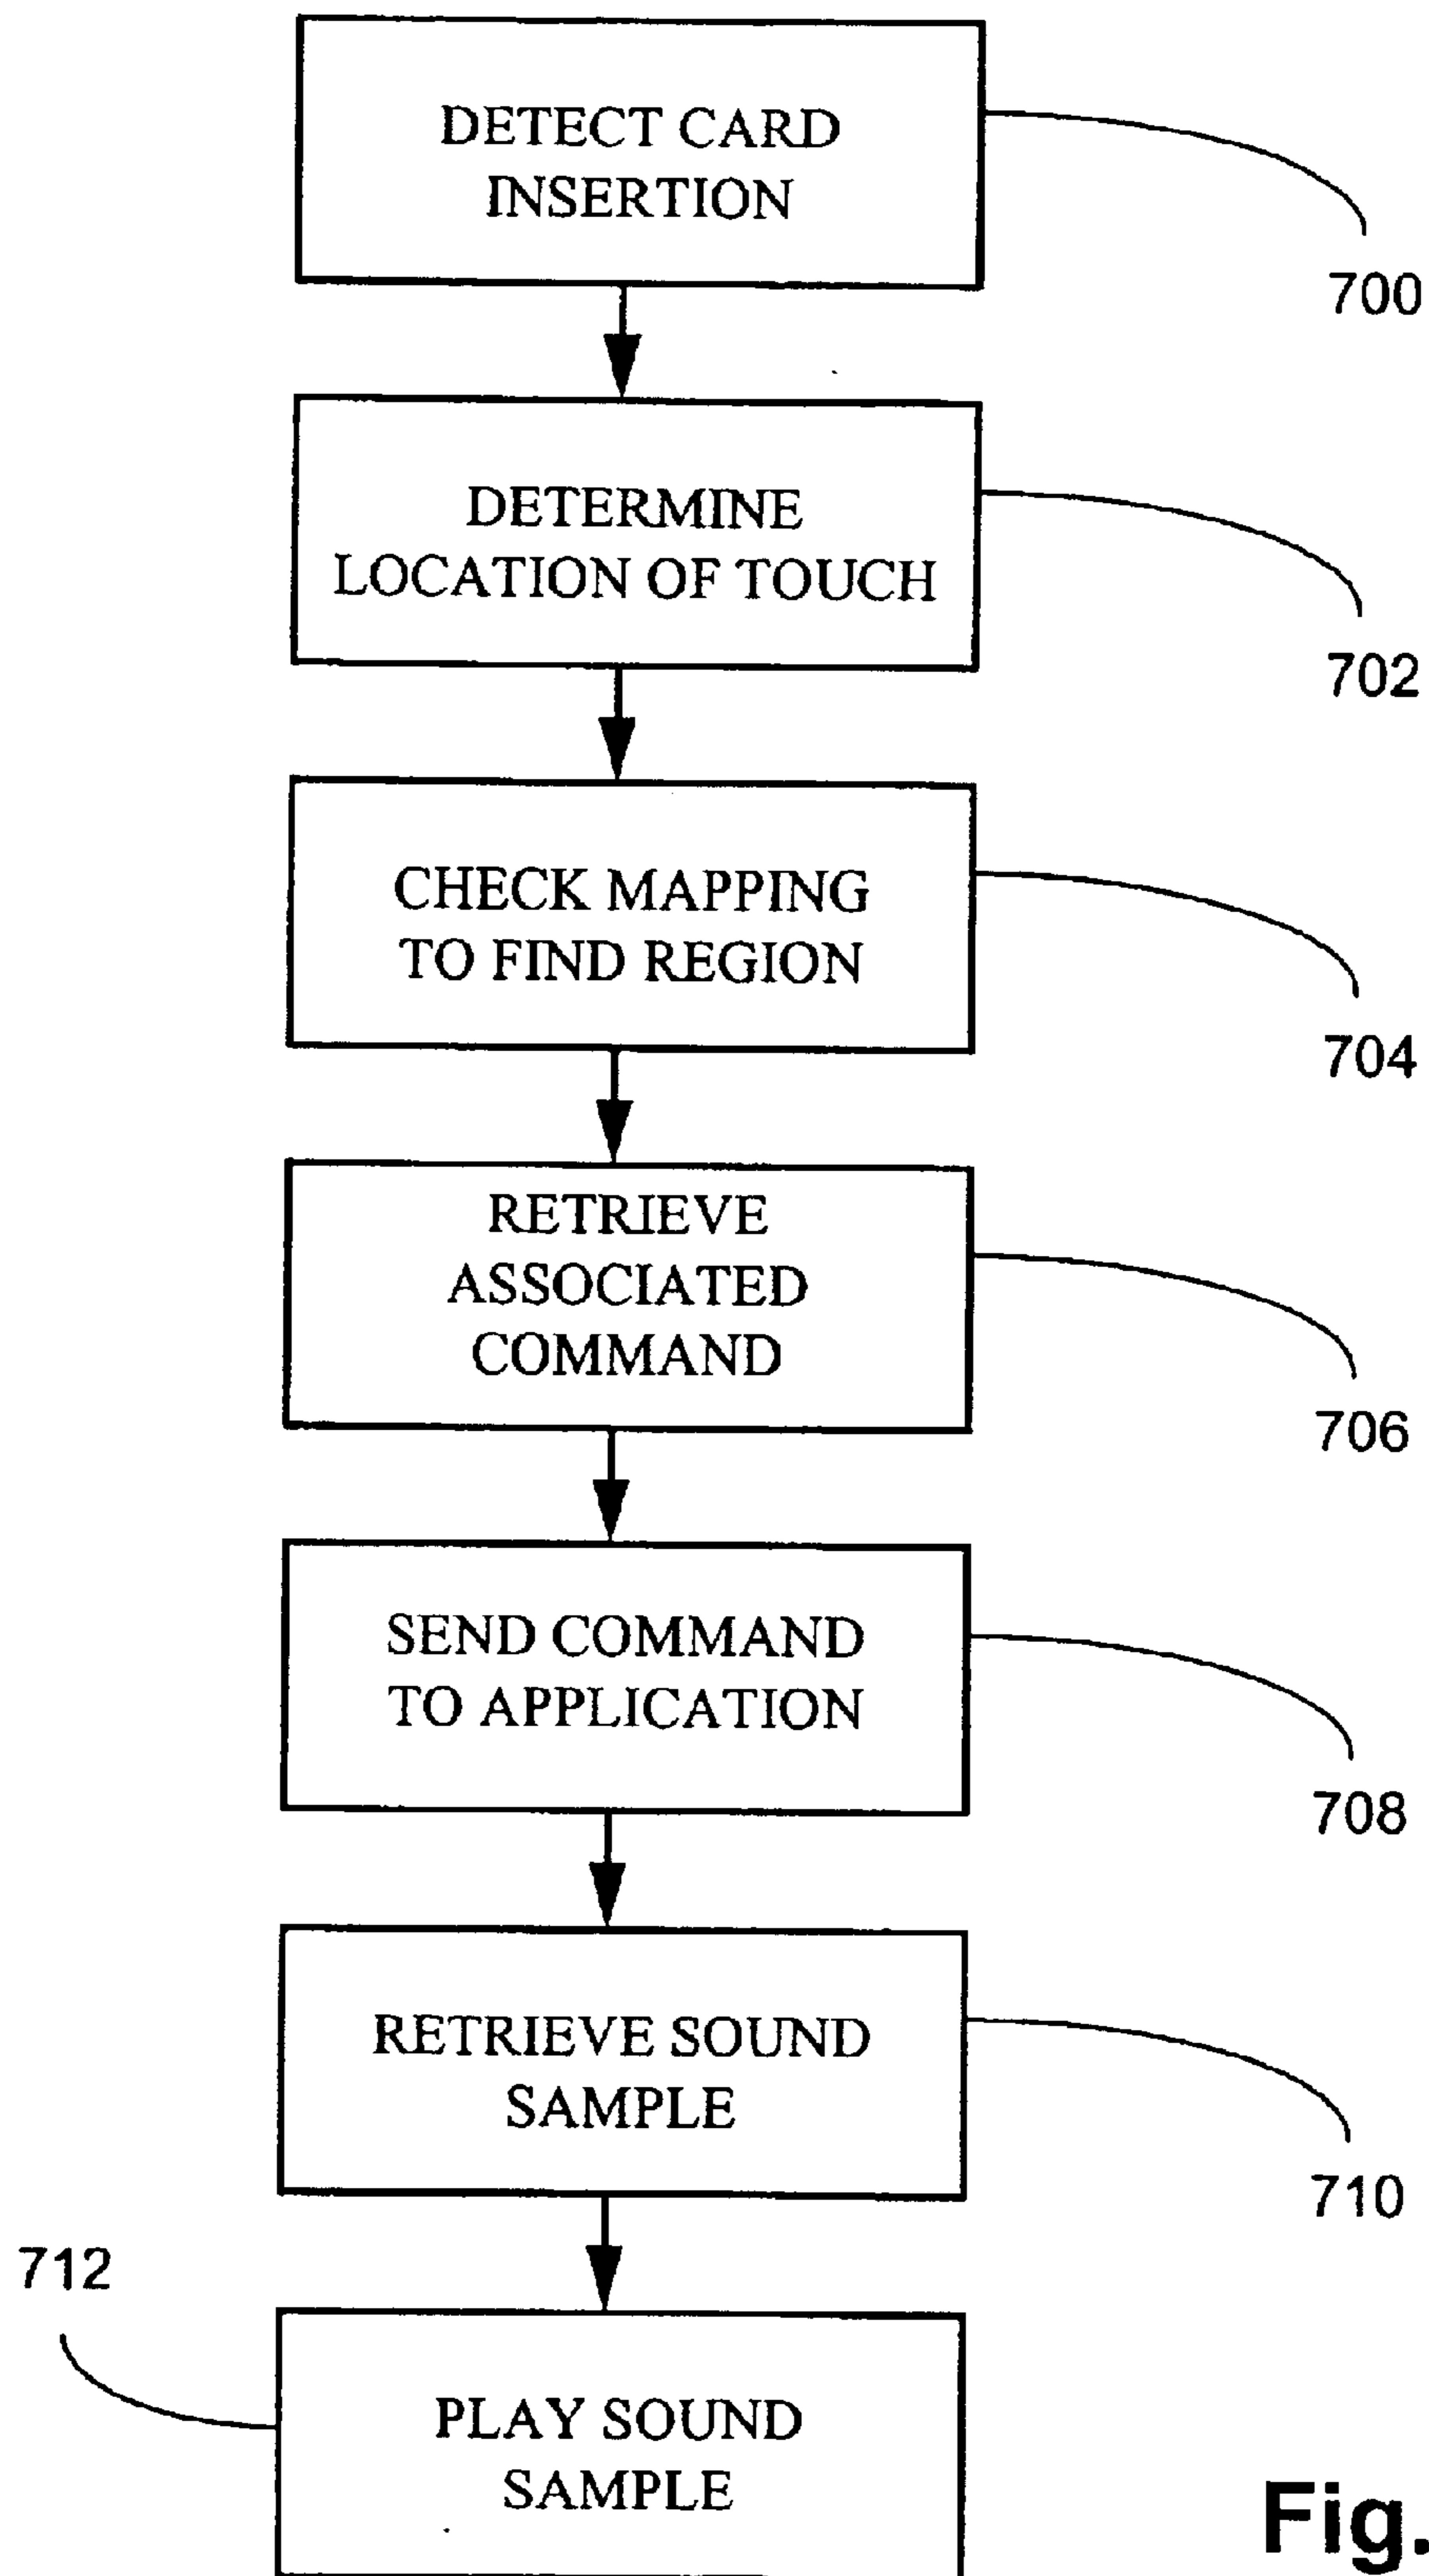 DETECT CARD
INSERTION
700
DETERMINE
LOCATION OF TOUCH
702
CHECK MAPPING
TO FIND REGION
704
RETRIEVE
ASSOCIATED
COMMAND
706
SEND COMMAND
TO APPLICATION
708
RETRIEVE SOUND
SAMPLE
710
712
PLAY SOUND
SAMPLE
Fig.